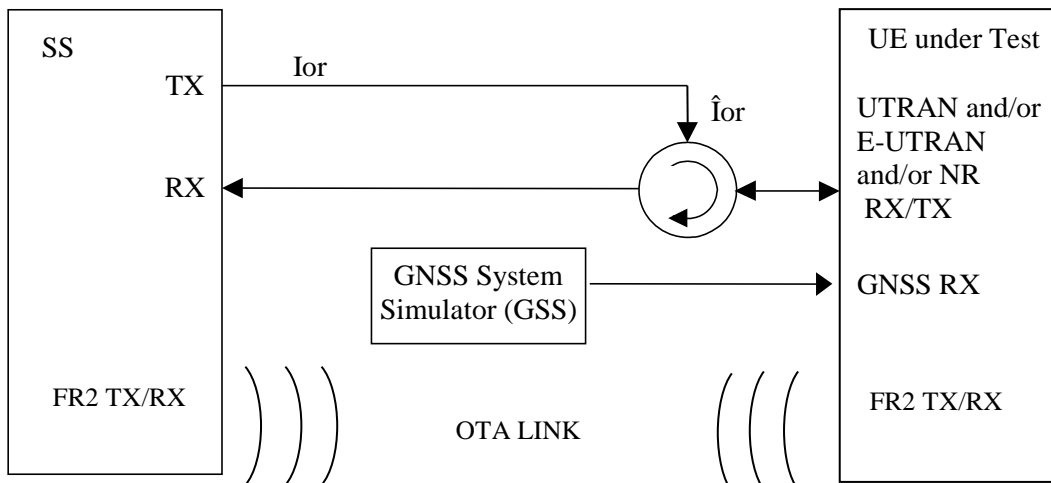 SS
TX
Ior
Îor
RX
UE under Test
UTRAN and/or
E-UTRAN
and/or NR
RX/TX
GNSS System
Simulator (GSS)
GNSS RX
FR2 TX/RX
OTA LINK
FR2 TX/RX